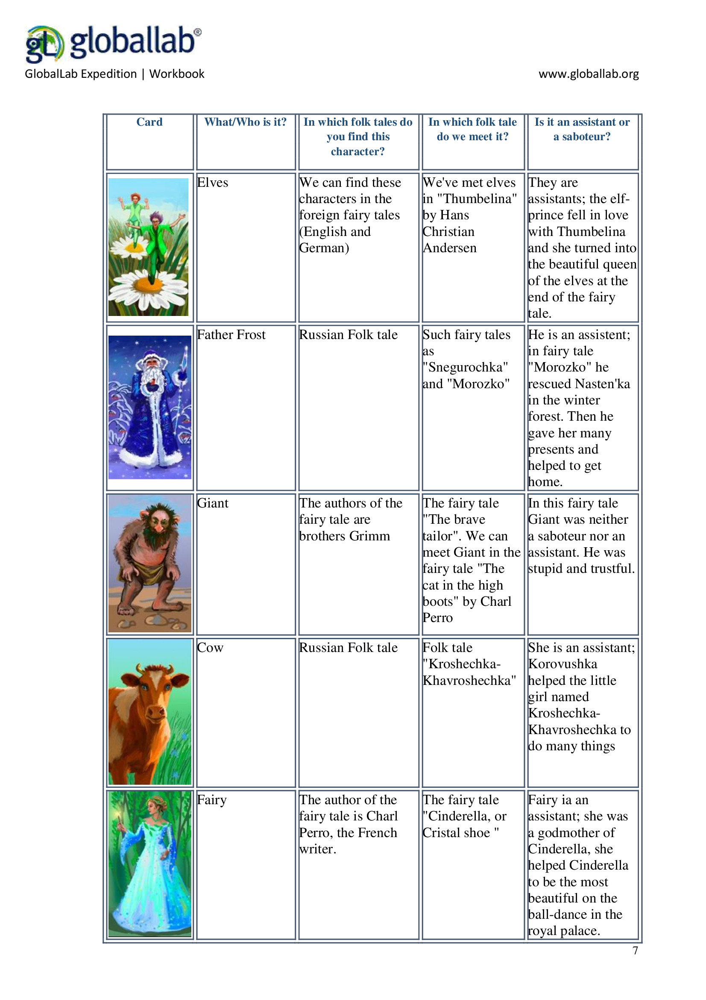 gL globallab®
GlobalLab Expedition | Workbook
www.globallab.org
Card
What/Who is it?
In which folk tales do
you find this
character?
In which folk tale
do we meet it?
Is it an assistant or
a saboteur?
Elves
We can find these
characters in the
foreign fairy tales
(English and
German)
We've met elves
in "Thumbelina"
by Hans
Christian
Andersen
They are
assistants; the elf-
prince fell in love
with Thumbelina
and she turned into
the beautiful queen
of the elves at the
end of the fairy
tale.
Father Frost
Russian Folk tale
Such fairy tales
as
"Snegurochka"
and "Morozko"
He is an assistent;
in fairy tale
"Morozko" he
rescued Nasten'ka
in the winter
forest. Then he
gave her many
presents and
helped to get
home.
Giant
The authors of the
fairy tale are
brothers Grimm
The fairy tale
"The brave
tailor". We can
meet Giant in the
fairy tale "The
cat in the high
boots" by Charl
Perro
In this fairy tale
Giant was neither
a saboteur nor an
assistant. He was
stupid and trustful.
Cow
Russian Folk tale
Folk tale
"Kroshechka-
Khavroshechka"
She is an assistant;
Korovushka
helped the little
girl named
Kroshechka-
Khavroshechka to
do many things
Fairy
The author of the
fairy tale is Charl
Perro, the French
writer.
The fairy tale
"Cinderella, or
Cristal shoe "
Fairy ia an
assistant; she was
a godmother of
Cinderella, she
helped Cinderella
to be the most
beautiful on the
ball-dance in the
royal palace.
7